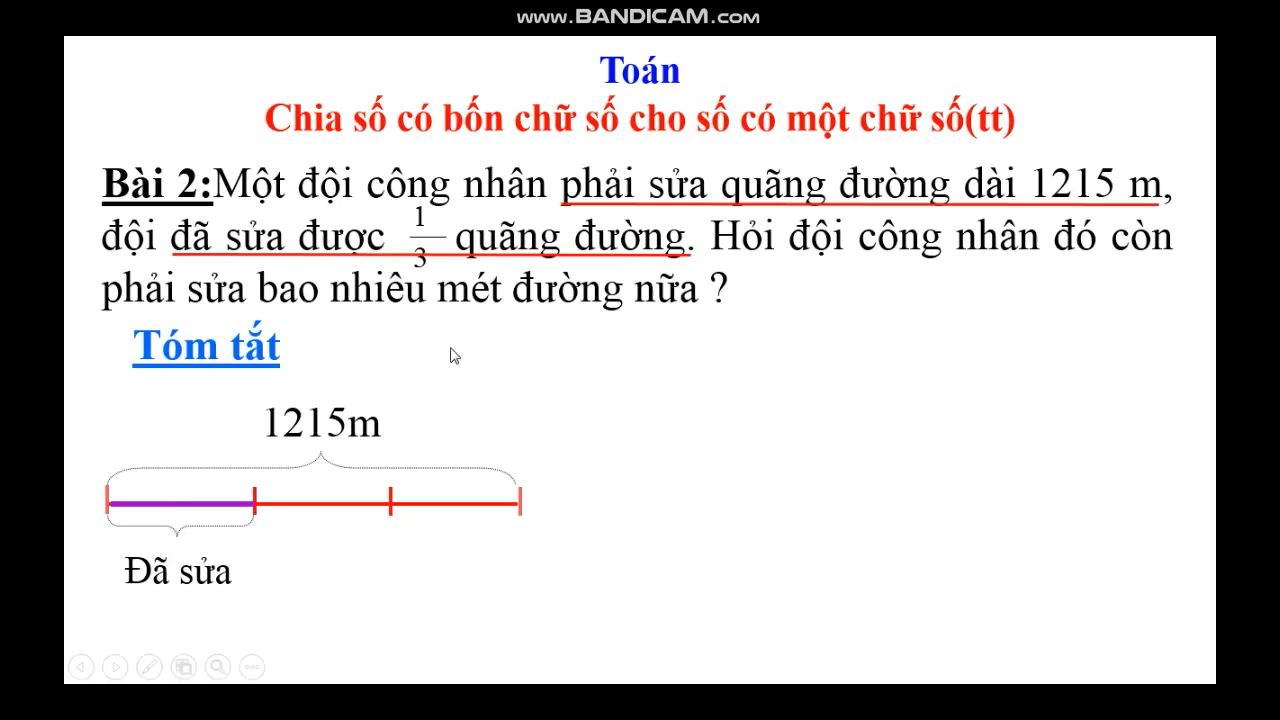 www.BANDICAM.com
Toán
Chia số có bốn chữ số cho số có một chữ số(tt)
Bài 2:Một đội công nhân phải sửa quãng đường dài 1215 m,
đội đã sửa được 1/3 quãng đường. Hỏi đội công nhân đó còn
phải sửa bao nhiêu mét đường nữa ?
Tóm tắt
1215m
Đã sửa